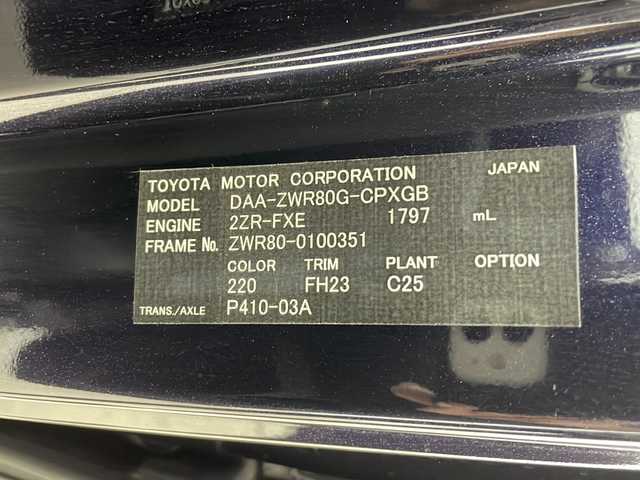 TOYOTA MOTOR CORPORATION JAPAN
MODEL DAA-ZWR80G-CPXGB
ENGINE 2ZR-FXE 1797 mL
FRAME No. ZWR80-0100351
COLOR TRIM PLANT OPTION
220 FH23 C25
TRANS./AXLE P410-03A